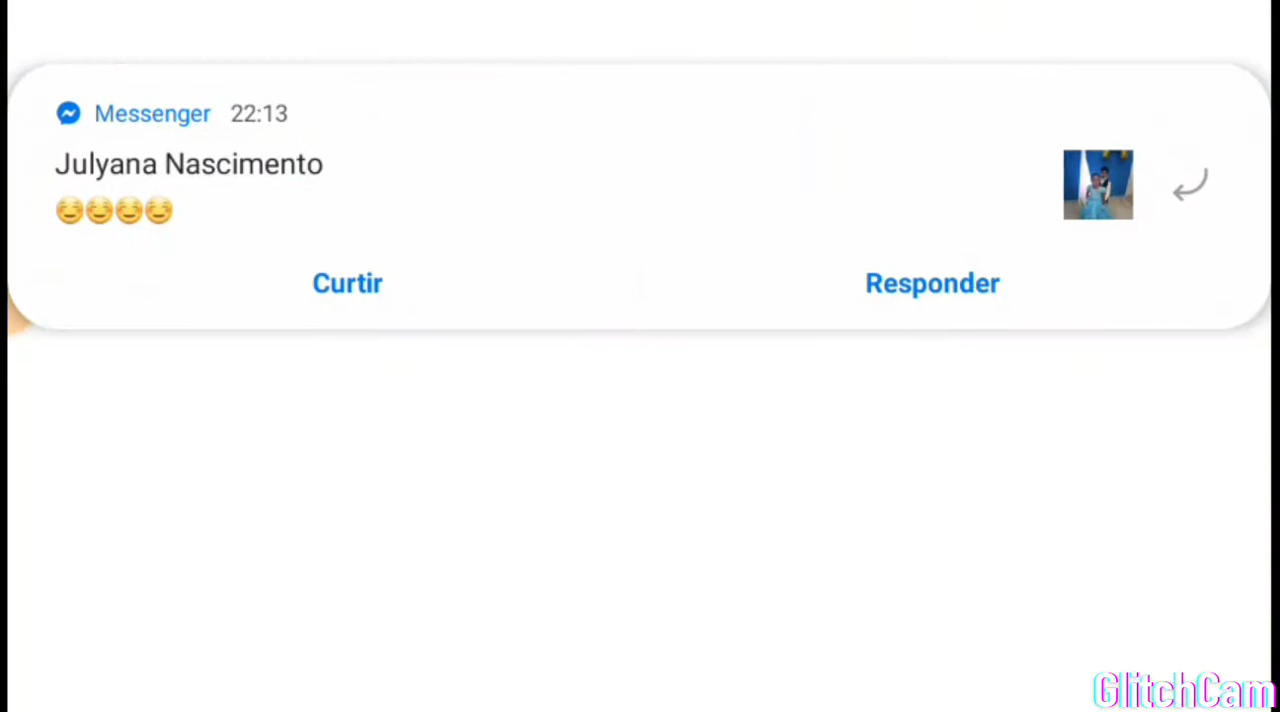 Messenger 22:13
Julyana Nascimento
☺️☺️☺️☺️
Curtir Responder
GlitchCam